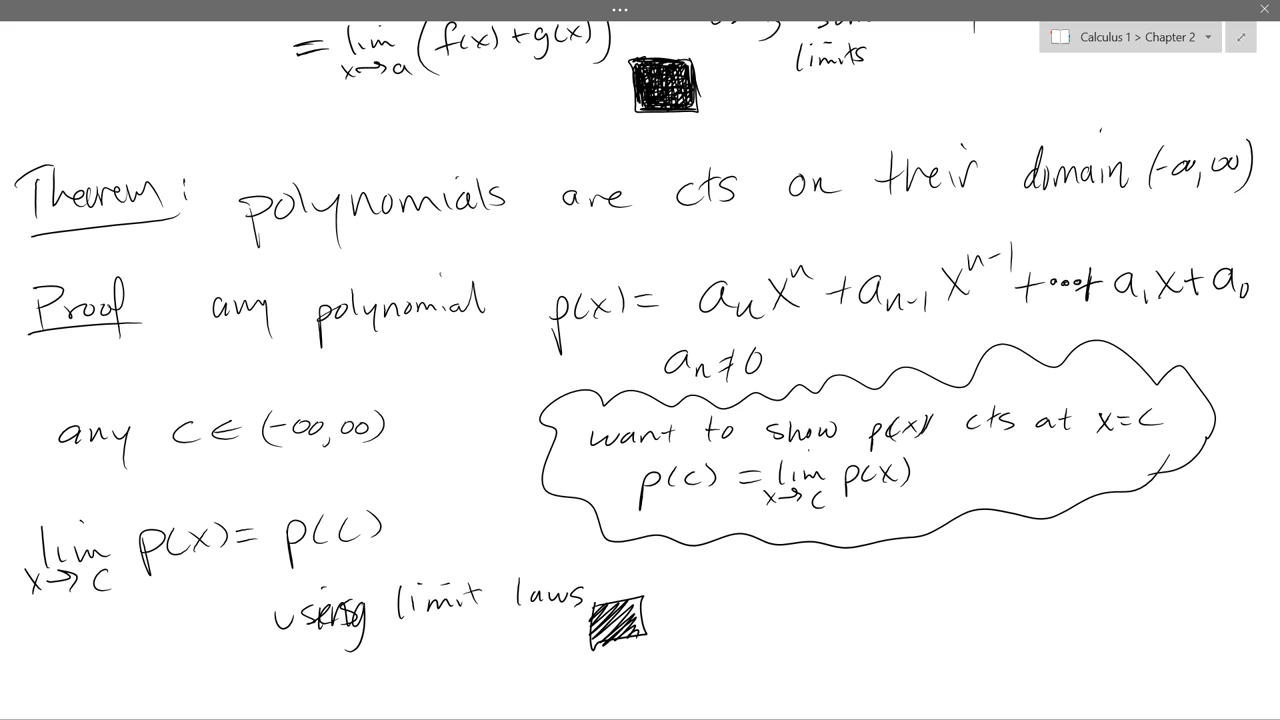 Calculus 1 > Chapter 2
= lim x→a (f(x) + g(x))
limits
Theorem: polynomials are cts on their domain (-∞, ∞)
Proof any polynomial p(x) = aₙxⁿ + aₙ₋₁xⁿ⁻¹ + ... + a₁x + a₀
aₙ ≠ 0
any c ∈ (-∞, ∞)
want to show p(x) cts at x = c
p(c) = lim x→c p(x)
lim x→c p(x) = p(c)
using limit laws